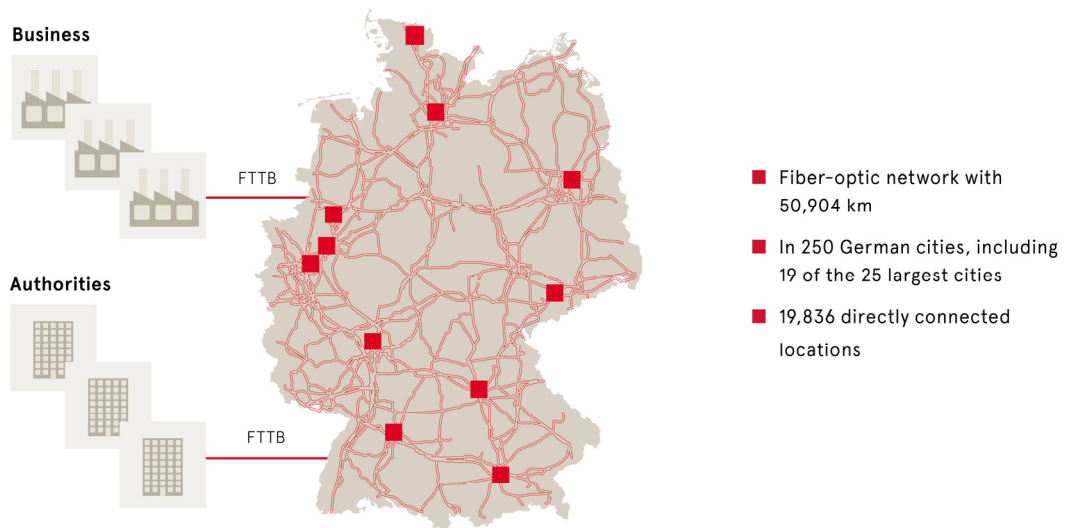 Business
FTTB
Authorities
FTTB
Fiber-optic network with
50,904 km
In 250 German cities, including
19 of the 25 largest cities
19,836 directly connected
locations